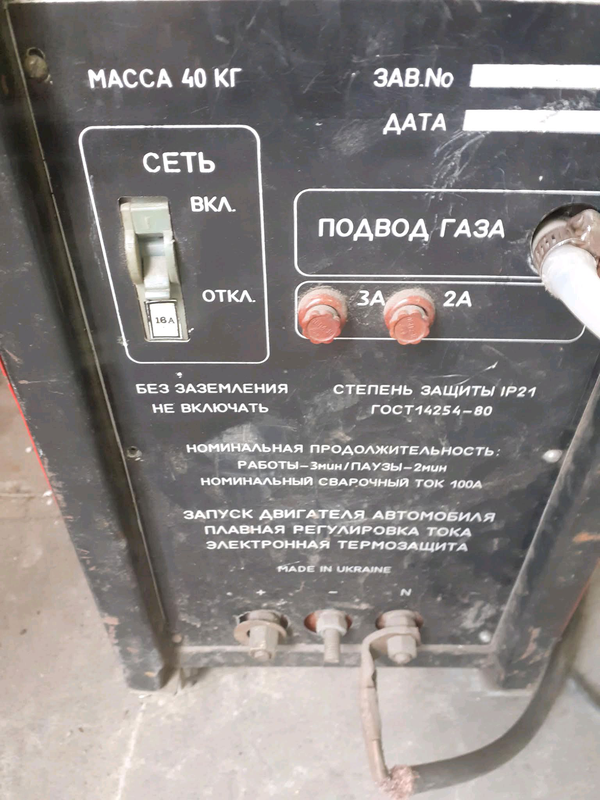 МАССА 40 КГ
ЗАВ.No
ДАТА
СЕТЬ
ВКЛ.
ОТКЛ.
16А
ПОДВОД ГАЗА
3А
2А
БЕЗ ЗАЗЕМЛЕНИЯ
НЕ ВКЛЮЧАТЬ
СТЕПЕНЬ ЗАЩИТЫ IP21
ГОСТ14254-80
НОМИНАЛЬНАЯ ПРОДОЛЖИТЕЛЬНОСТЬ:
РАБОТЫ-3мин/ПАУЗЫ-2мин
НОМИНАЛЬНЫЙ СВАРОЧНЫЙ ТОК 100А
ЗАПУСК ДВИГАТЕЛЯ АВТОМОБИЛЯ
ПЛАВНАЯ РЕГУЛИРОВКА ТОКА
ЭЛЕКТРОННАЯ ТЕРМОЗАЩИТА
MADE IN UKRAINE
+ - N